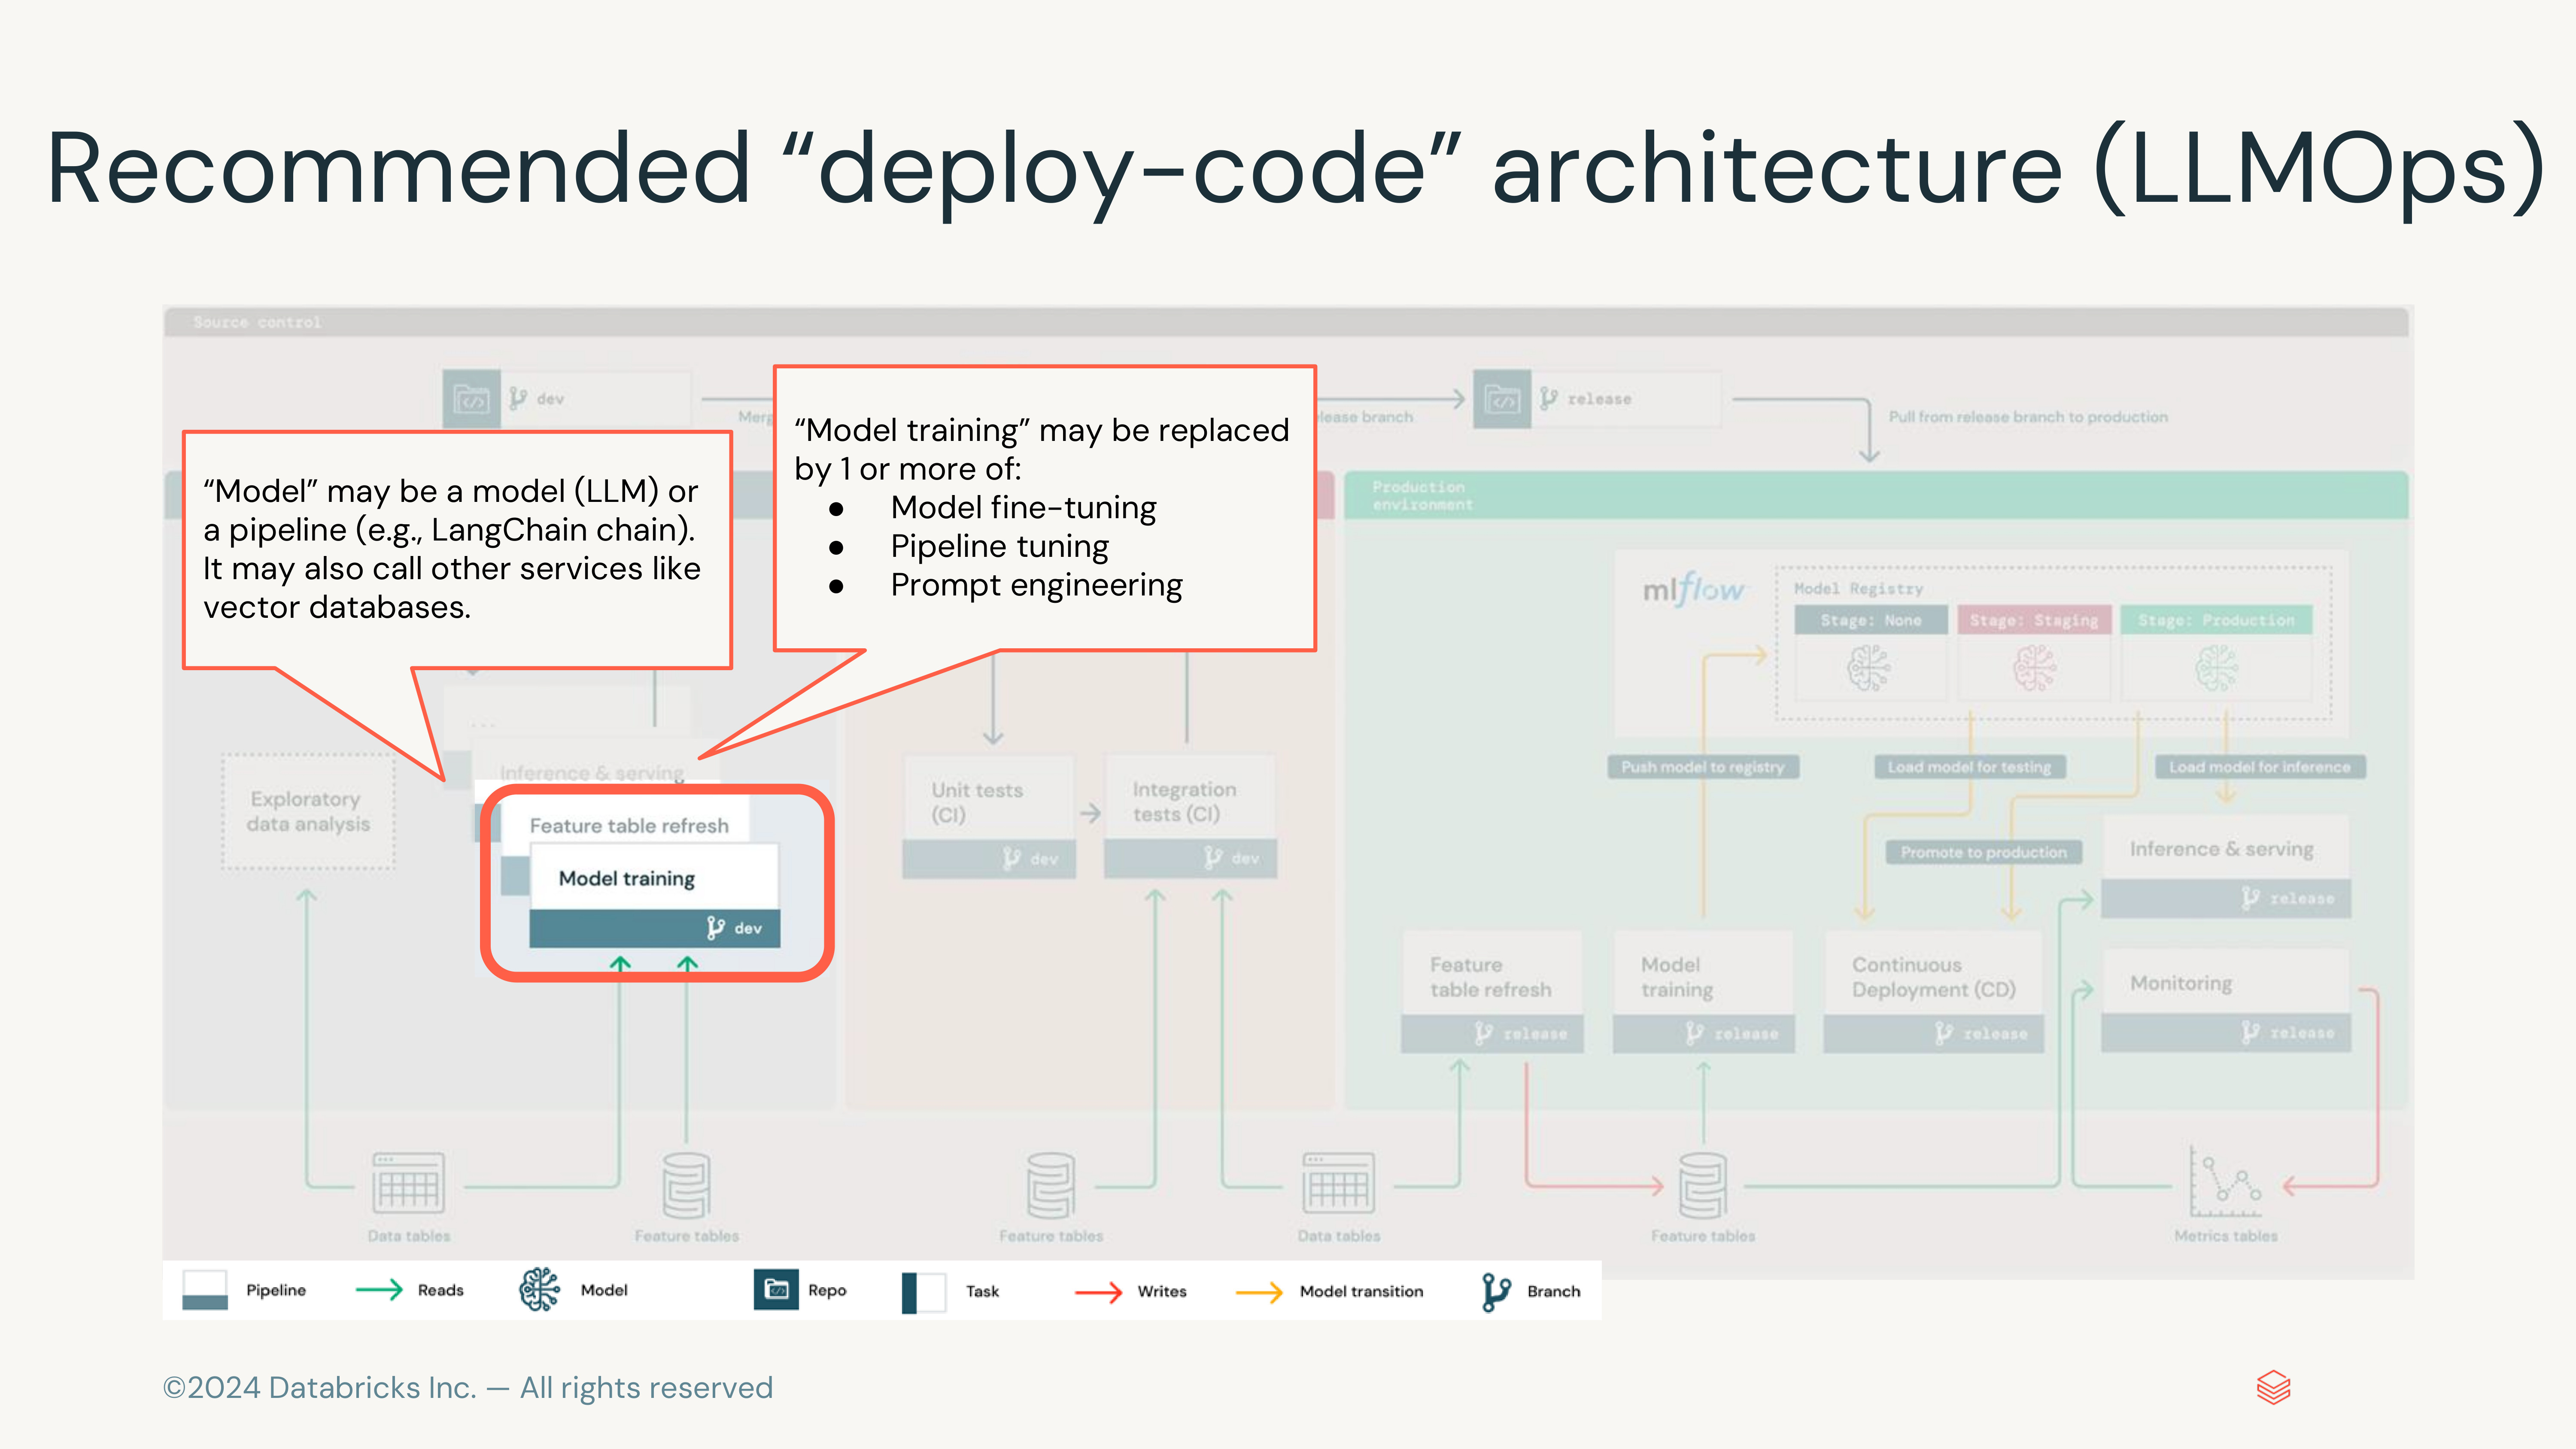 Recommended “deploy-code” architecture (LLMOps)
Source control
dev
Merg
lease branch
release
Pull from release branch to production
“Model” may be a model (LLM) or
a pipeline (e.g., LangChain chain).
It may also call other services like
vector databases.
“Model training” may be replaced
by 1 or more of:
● Model fine-tuning
● Pipeline tuning
● Prompt engineering
Production
environment
mlflow
Model Registry
Stage: None
Stage: Staging
Stage: Production
Push model to registry
Load model for testing
Load model for inference
Promote to production
...
Inference & serving
Exploratory
data analysis
Feature table refresh
Model training
dev
Unit tests
(CI)
dev
Integration
tests (CI)
dev
Inference & serving
release
Feature
table refresh
release
Model
training
release
Continuous
Deployment (CD)
release
Monitoring
release
Data tables
Feature tables
Feature tables
Data tables
Feature tables
Metrics tables
Pipeline
Reads
Model
Repo
Task
Writes
Model transition
Branch
©2024 Databricks Inc. — All rights reserved